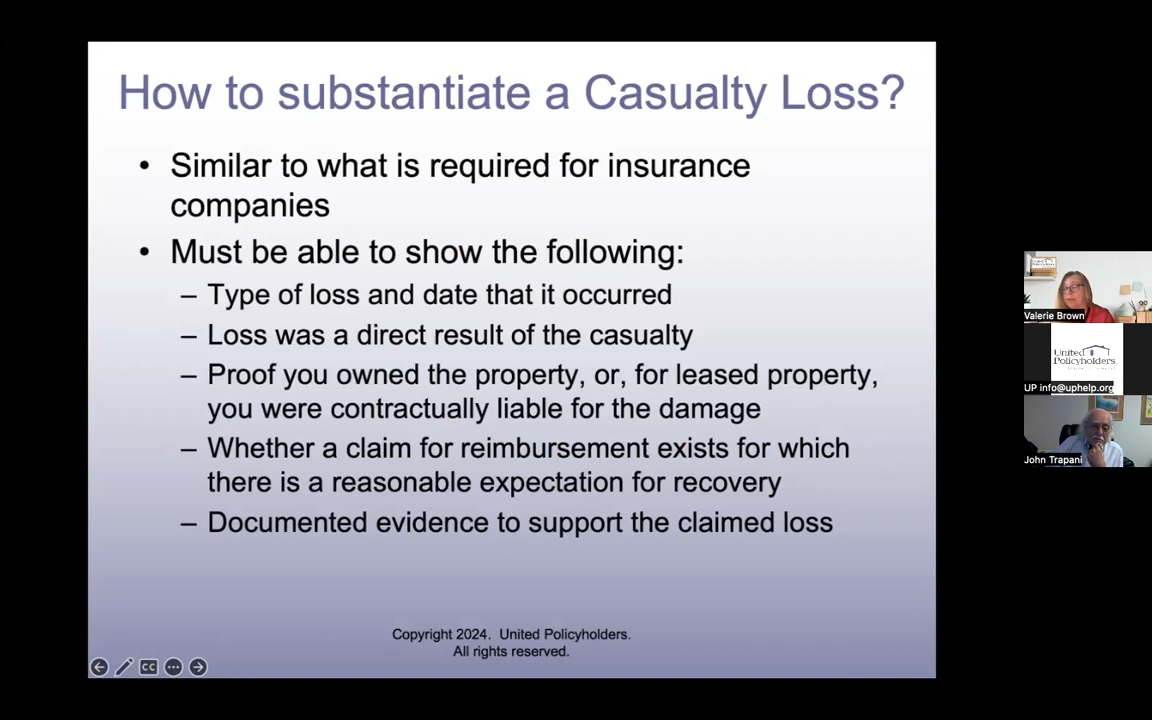 How to substantiate a Casualty Loss?
• Similar to what is required for insurance
companies
• Must be able to show the following:
– Type of loss and date that it occurred
– Loss was a direct result of the casualty
– Proof you owned the property, or, for leased property,
you were contractually liable for the damage
– Whether a claim for reimbursement exists for which
there is a reasonable expectation for recovery
– Documented evidence to support the claimed loss
Copyright 2024. United Policyholders.
All rights reserved.
CC
Valerie Brown
United
Policyholders
UP info@uphelp.org
John Trapani